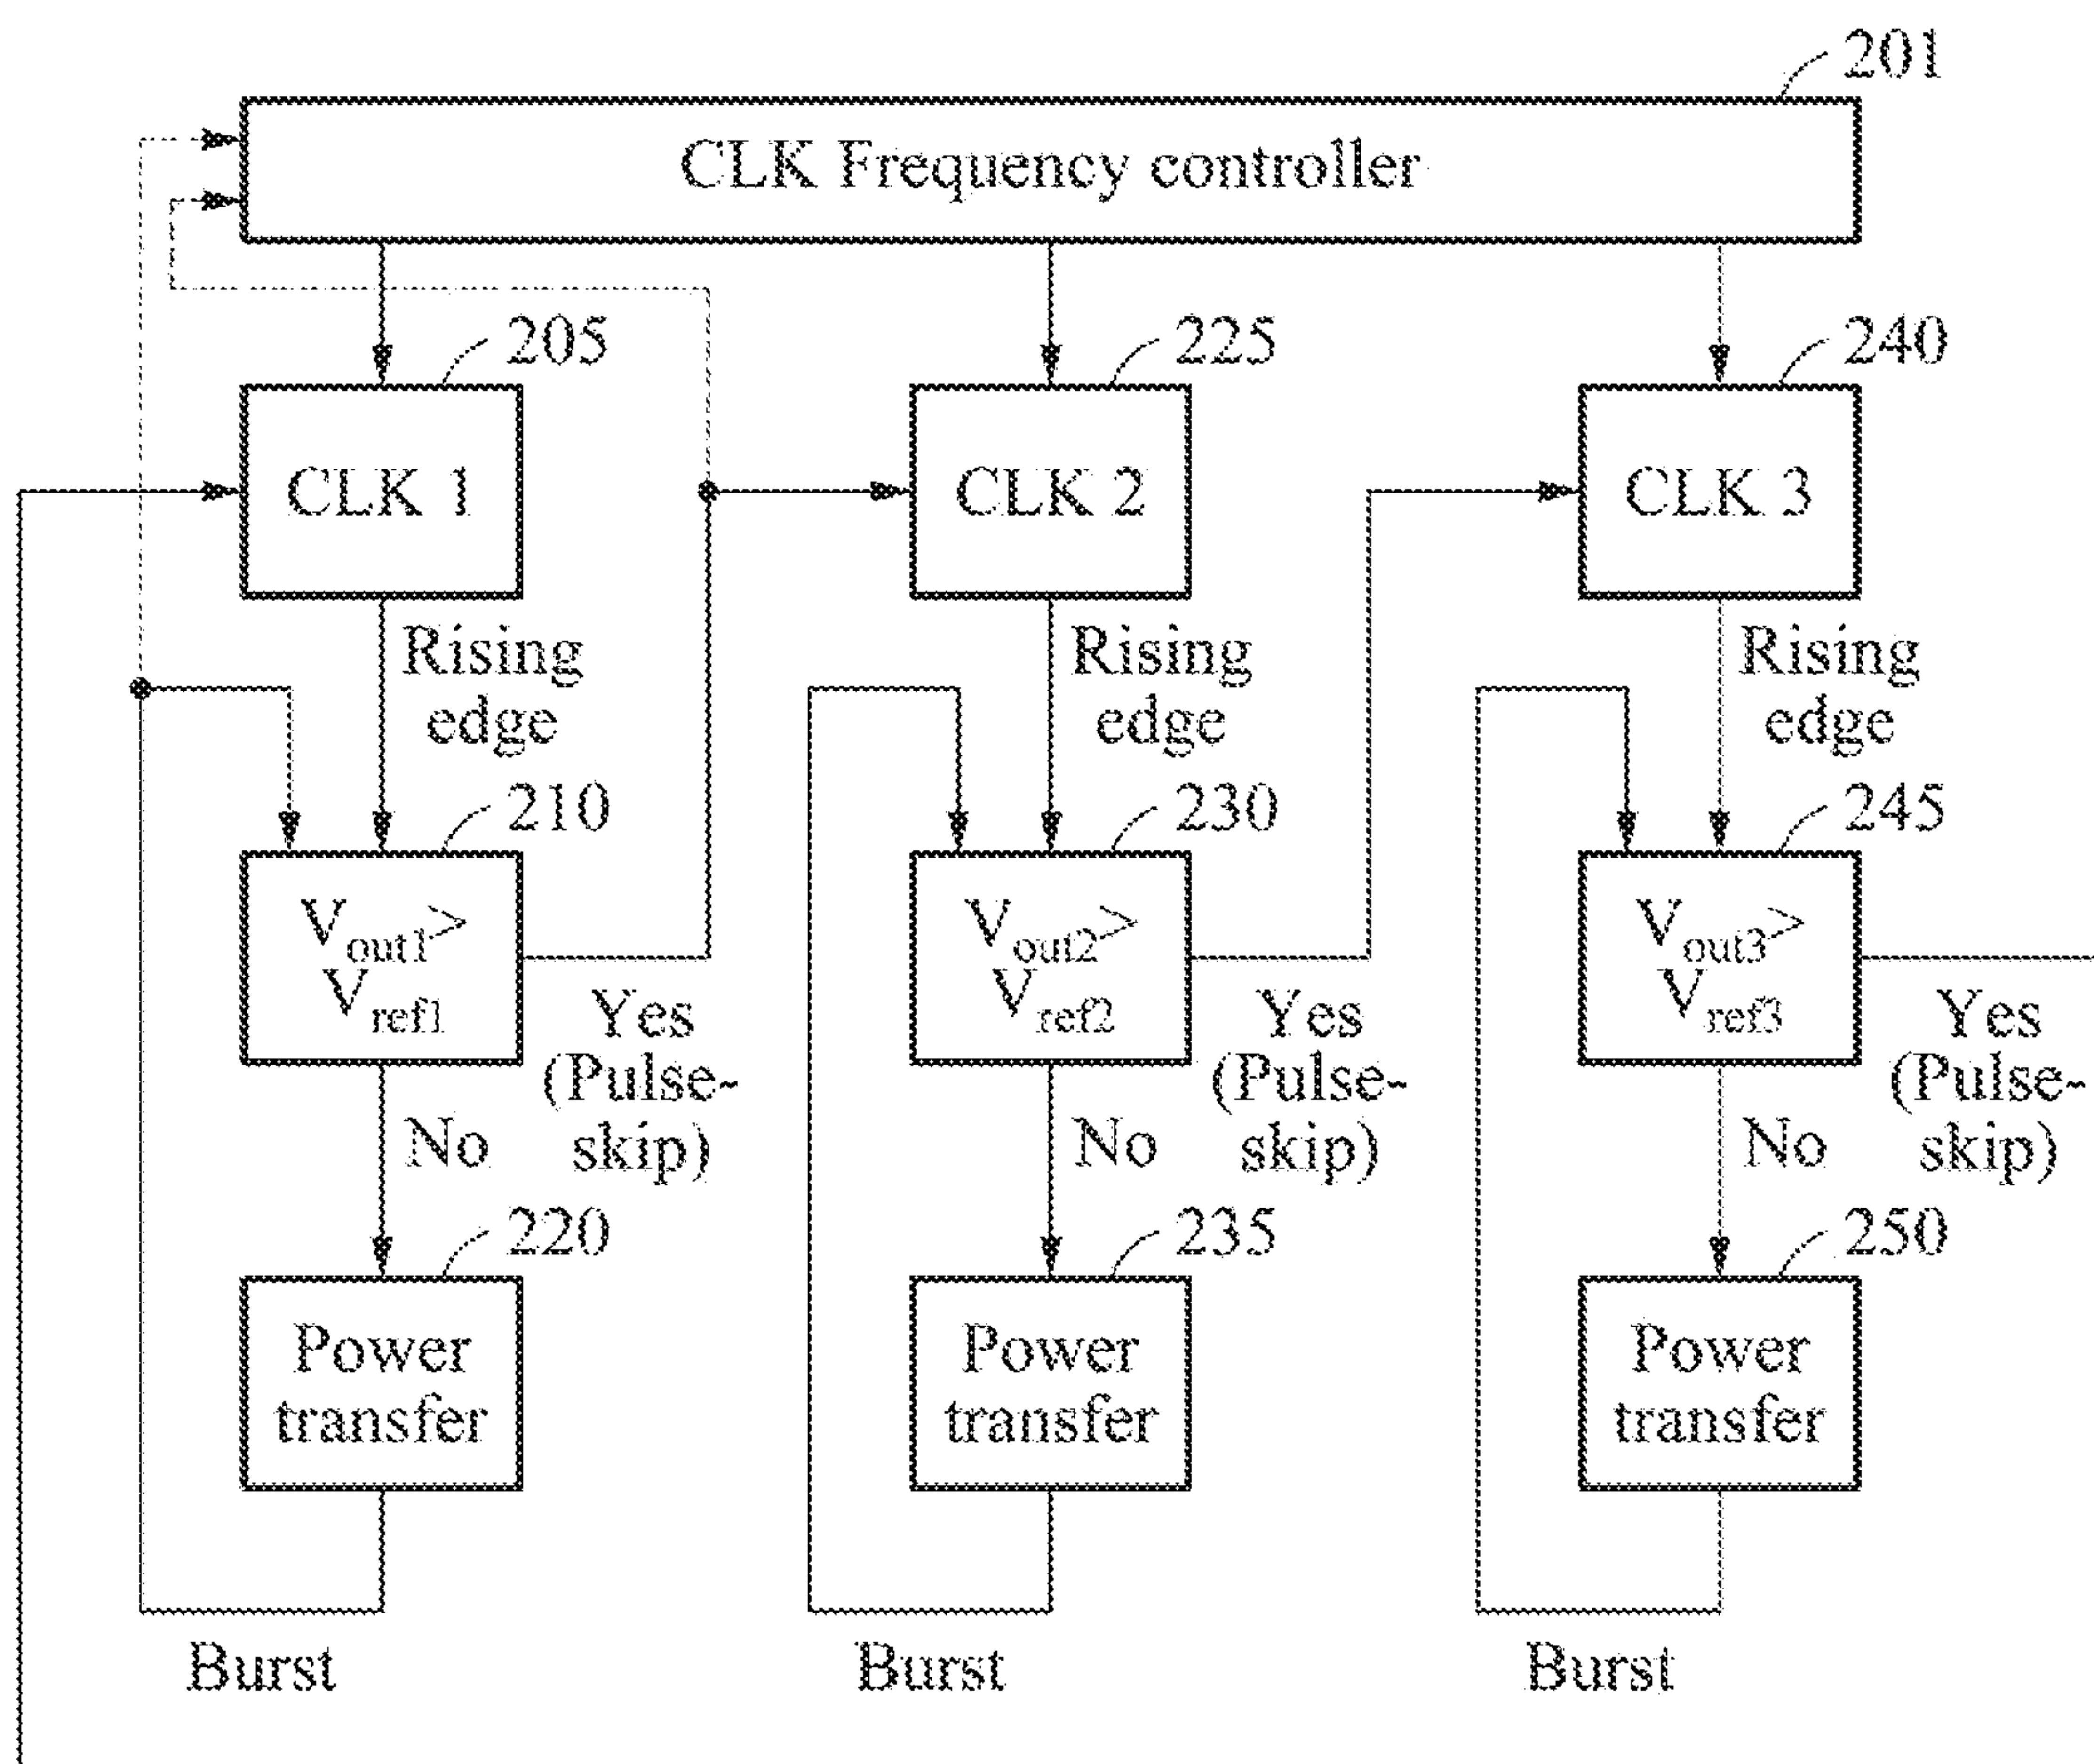 201
CLK Frequency controller
205
225
240
CLK 1
CLK 2
CLK 3
Rising
edge
Rising
edge
Rising
edge
210
230
245
Vout1>
Vref1
Vout2>
Vref2
Vout3>
Vref3
Yes
(Pulse-
skip)
Yes
(Pulse-
skip)
Yes
(Pulse-
skip)
No
No
No
220
235
250
Power
transfer
Power
transfer
Power
transfer
Burst
Burst
Burst